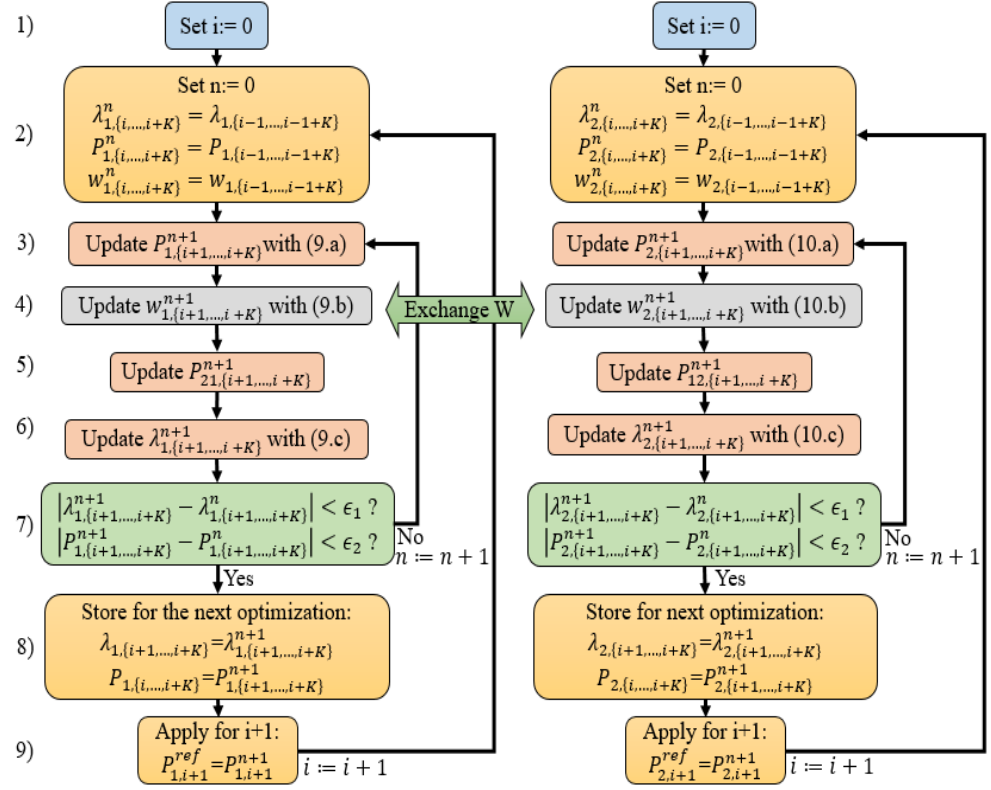 1)
Set i:= 0
Set i:= 0
2)
Set n:= 0
λ^n_{1,{i,…,i+K}} = λ_{1,{i−1,…,i−1+K}}
P^n_{1,{i,…,i+K}} = P_{1,{i−1,…,i−1+K}}
w^n_{1,{i,…,i+K}} = w_{1,{i−1,…,i−1+K}}
Set n:= 0
λ^n_{2,{i,…,i+K}} = λ_{2,{i−1,…,i−1+K}}
P^n_{2,{i,…,i+K}} = P_{2,{i−1,…,i−1+K}}
w^n_{2,{i,…,i+K}} = w_{2,{i−1,…,i−1+K}}
3)
Update P^{n+1}_{1,{i+1,…,i+K}} with (9.a)
Update P^{n+1}_{2,{i+1,…,i+K}} with (10.a)
4)
Update w^{n+1}_{1,{i+1,…,i+K}} with (9.b)
Exchange W
Update w^{n+1}_{2,{i+1,…,i+K}} with (10.b)
5)
Update P^{n+1}_{21,{i+1,…,i+K}}
Update P^{n+1}_{12,{i+1,…,i+K}}
6)
Update λ^{n+1}_{1,{i+1,…,i+K}} with (9.c)
Update λ^{n+1}_{2,{i+1,…,i+K}} with (10.c)
7)
|λ^{n+1}_{1,{i+1,…,i+K}} − λ^n_{1,{i+1,…,i+K}}| < ϵ_1 ?
|P^{n+1}_{1,{i+1,…,i+K}} − P^n_{1,{i+1,…,i+K}}| < ϵ_2 ?
No
n ≔ n + 1
Yes
|λ^{n+1}_{2,{i+1,…,i+K}} − λ^n_{2,{i+1,…,i+K}}| < ϵ_1 ?
|P^{n+1}_{2,{i+1,…,i+K}} − P^n_{2,{i+1,…,i+K}}| < ϵ_2 ?
No
n ≔ n + 1
Yes
8)
Store for the next optimization:
λ_{1,{i+1,…,i+K}}=λ^{n+1}_{1,{i+1,…,i+K}}
P_{1,{i,…,i+K}}=P^{n+1}_{1,{i+1,…,i+K}}
Store for next optimization:
λ_{2,{i+1,…,i+K}}=λ^{n+1}_{2,{i+1,…,i+K}}
P_{2,{i,…,i+K}}=P^{n+1}_{2,{i+1,…,i+K}}
9)
Apply for i+1:
P^{ref}_{1,i+1}=P^{n+1}_{1,i+1}
i ≔ i + 1
Apply for i+1:
P^{ref}_{2,i+1}=P^{n+1}_{2,i+1}
i ≔ i + 1